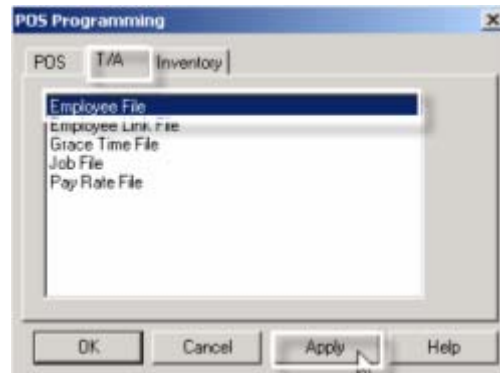 POS Programming
POS T/A Inventory
Employee File
Employee Link File
Grace Time File
Job File
Pay Rate File
OK Cancel Apply Help